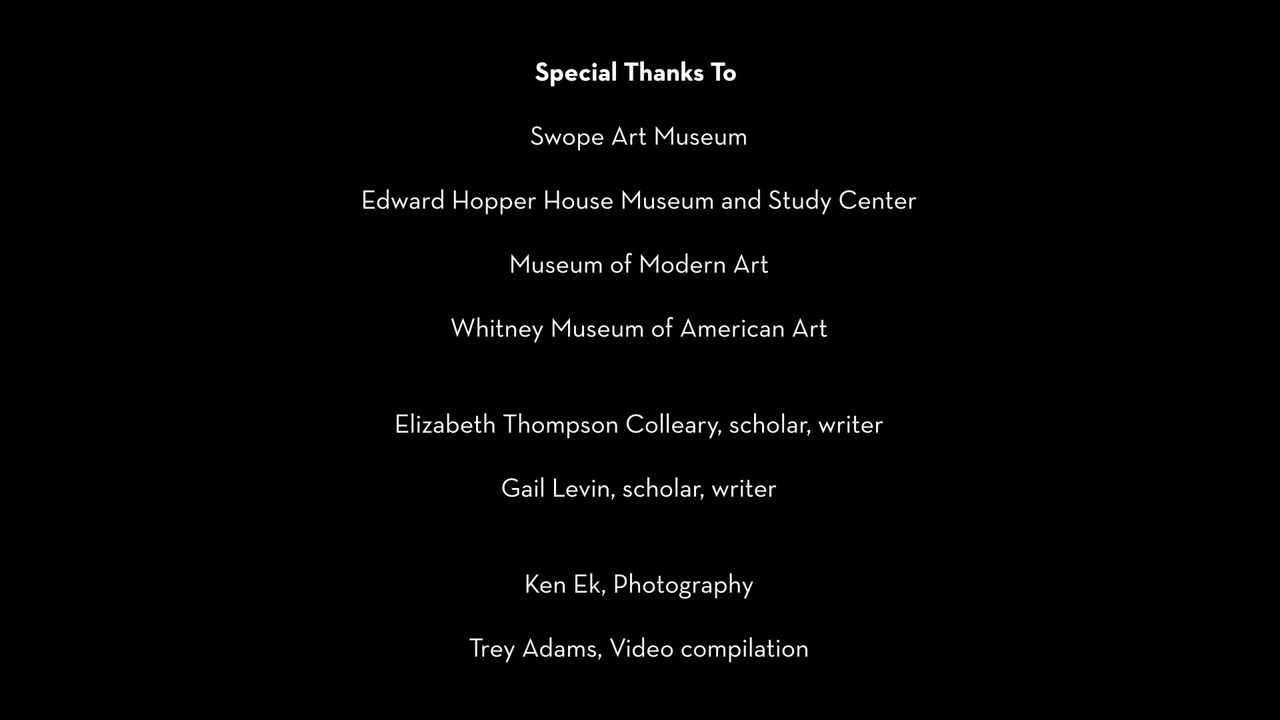 Special Thanks To
Swope Art Museum
Edward Hopper House Museum and Study Center
Museum of Modern Art
Whitney Museum of American Art
Elizabeth Thompson Colleary, scholar, writer
Gail Levin, scholar, writer
Ken Ek, Photography
Trey Adams, Video compilation